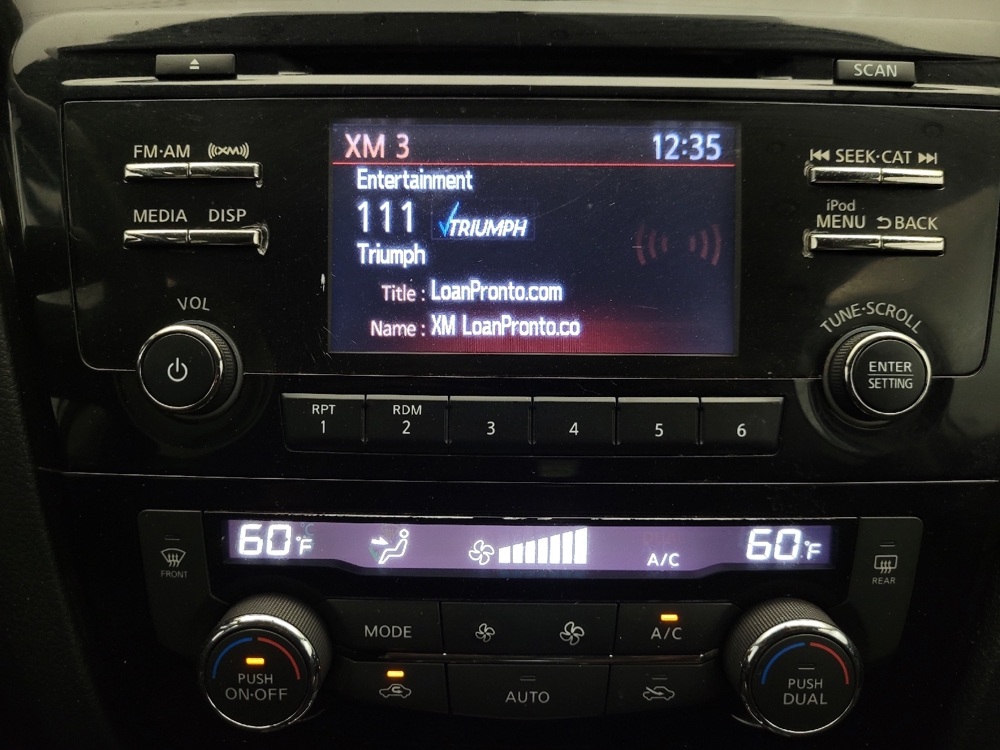 SCAN
FM·AM ((XM))
MEDIA DISP
VOL
XM 3 12:35
Entertainment
111 TRIUMPH
Triumph
Title : LoanPronto.com
Name : XM LoanPronto.co
SEEK·CAT
iPod
MENU BACK
TUNE·SCROLL
ENTER
SETTING
RPT
1
RDM
2
3
4
5
6
60°F A/C 60°F
FRONT
REAR
MODE
A/C
PUSH
ON·OFF
AUTO
PUSH
DUAL